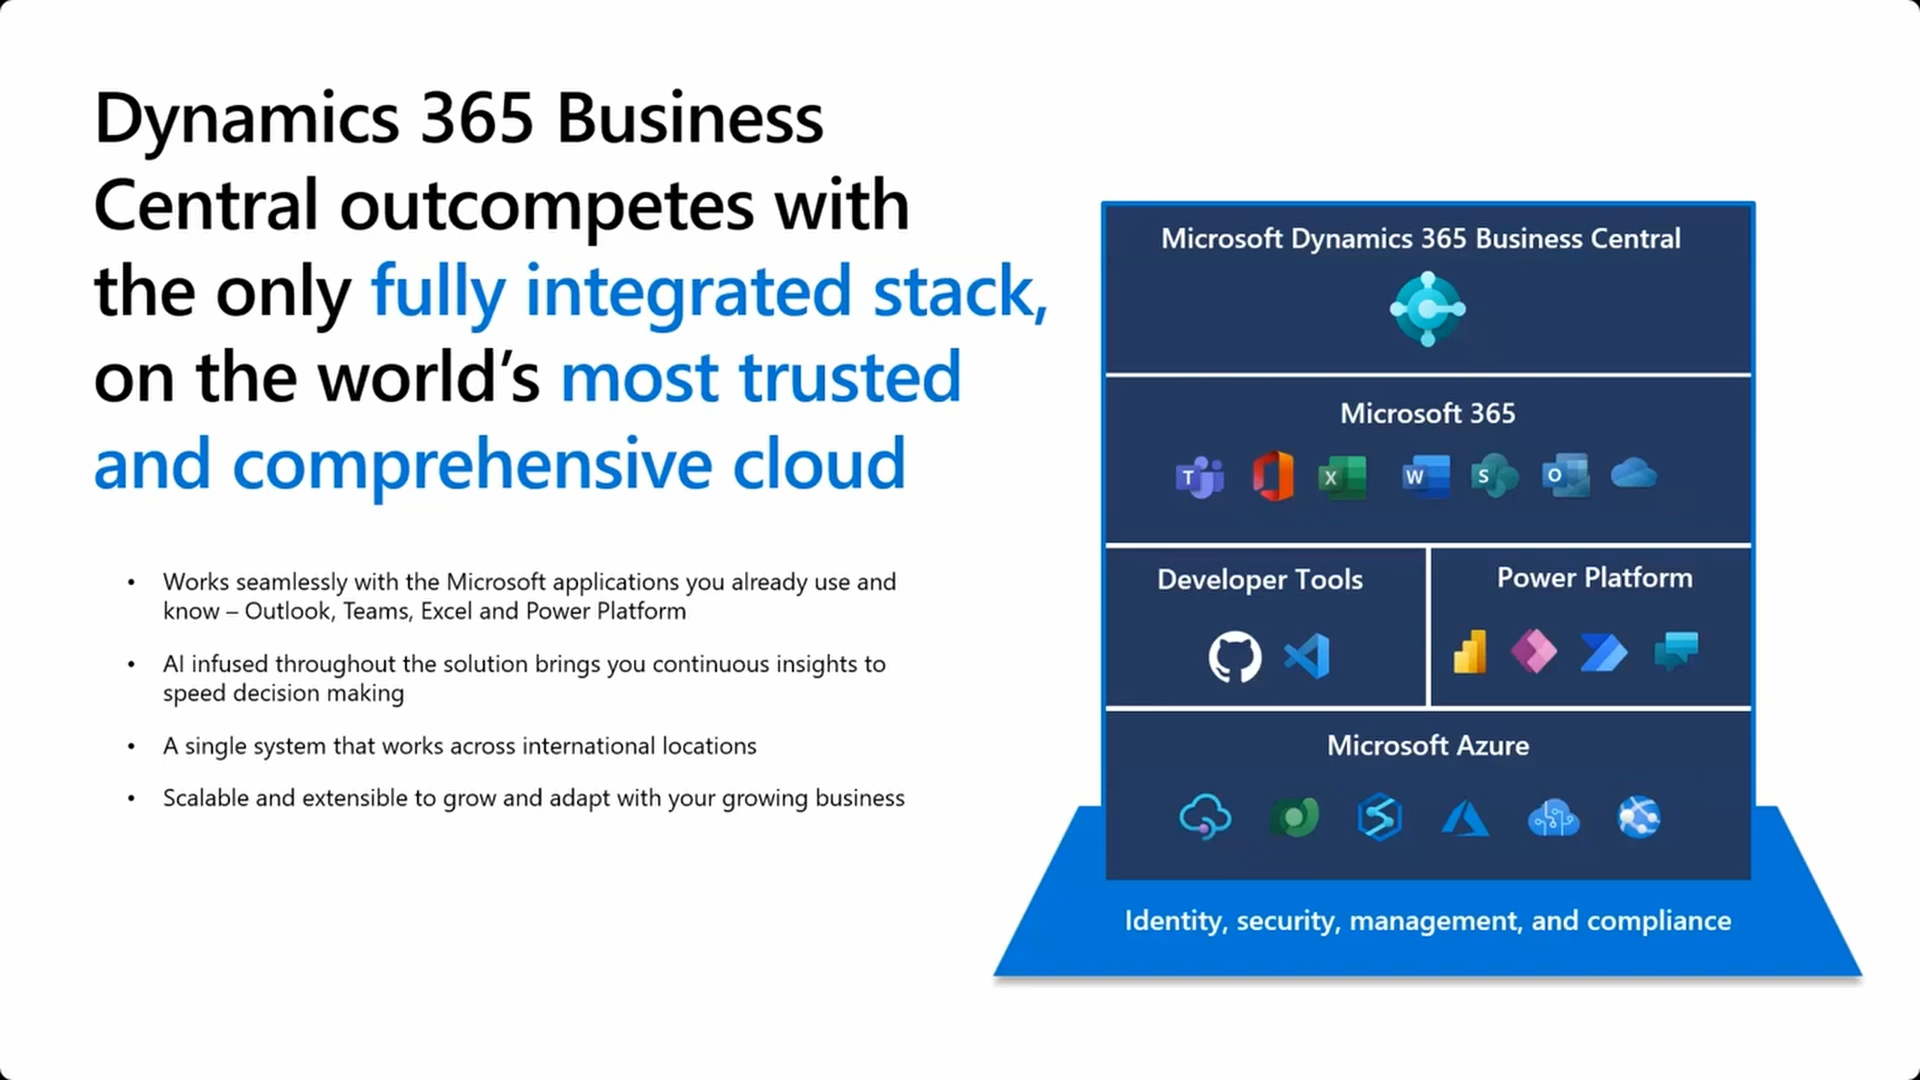 Dynamics 365 Business
Central outcompetes with
the only fully integrated stack,
on the world’s most trusted
and comprehensive cloud
• Works seamlessly with the Microsoft applications you already use and
know – Outlook, Teams, Excel and Power Platform
• AI infused throughout the solution brings you continuous insights to
speed decision making
• A single system that works across international locations
• Scalable and extensible to grow and adapt with your growing business
Microsoft Dynamics 365 Business Central
Microsoft 365
T X W S O
Developer Tools
Power Platform
Microsoft Azure
Identity, security, management, and compliance